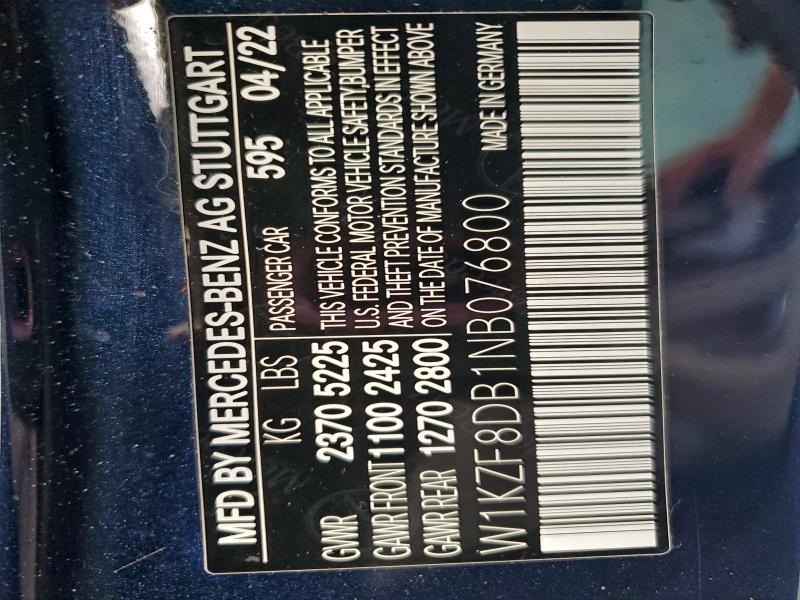 MFD BY MERCEDES-BENZ AG STUTTGART
KG LBS PASSENGER CAR 595 04/22
GWR 2370 5225 THIS VEHICLE CONFORMS TO ALL APPLICABLE
GAWR FRONT 1100 2425 U.S. FEDERAL MOTOR VEHICLE SAFETY, BUMPER
GAWR REAR 1270 2800 AND THEFT PREVENTION STANDARDS IN EFFECT
ON THE DATE OF MANUFACTURE SHOWN ABOVE
W1KZF8DB1NB076800 MADE IN GERMANY